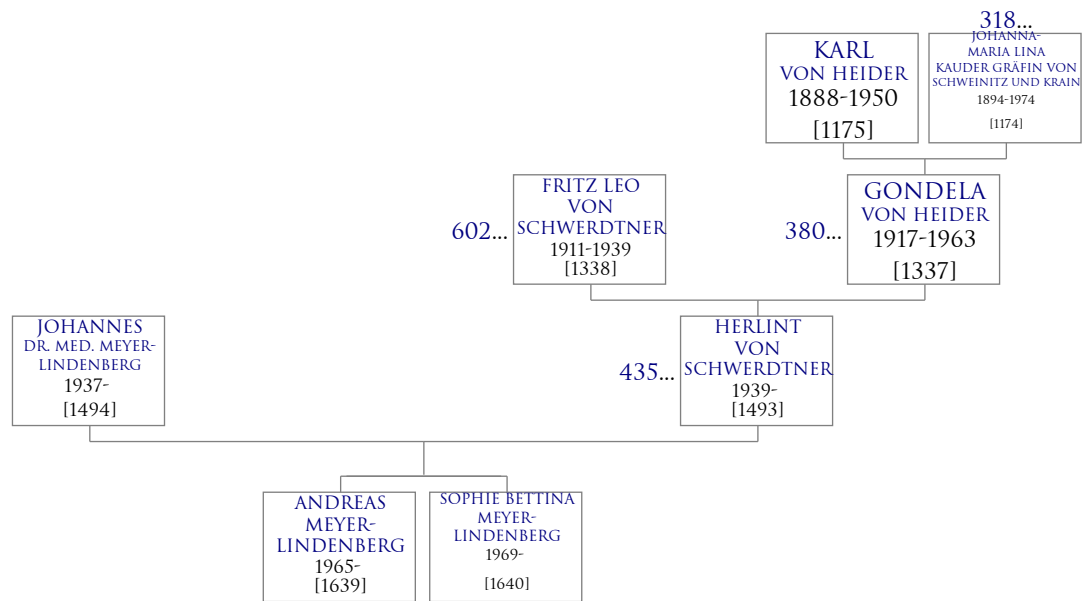 318...
KARL
VON HEIDER
1888-1950
[1175]
JOHANNA-
MARIA LINA
KAUDER GRÄFIN VON
SCHWEINITZ UND KRAIN
1894-1974
[1174]
602...
FRITZ LEO
VON
SCHWERDTNER
1911-1939
[1338]
380...
GONDELA
VON HEIDER
1917-1963
[1337]
JOHANNES
DR. MED. MEYER-
LINDENBERG
1937-
[1494]
435...
HERLINT
VON
SCHWERDTNER
1939-
[1493]
ANDREAS
MEYER-
LINDENBERG
1965-
[1639]
SOPHIE BETTINA
MEYER-
LINDENBERG
1969-
[1640]